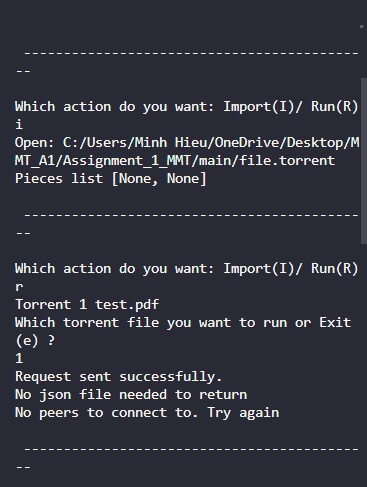 ------------------------------------------
--
Which action do you want: Import(I)/ Run(R)
i
Open: C:/Users/Minh Hieu/OneDrive/Desktop/M
MT_A1/Assignment_1_MMT/main/file.torrent
Pieces list [None, None]
------------------------------------------
--
Which action do you want: Import(I)/ Run(R)
r
Torrent 1 test.pdf
Which torrent file you want to run or Exit
(e) ?
1
Request sent successfully.
No json file needed to return
No peers to connect to. Try again
------------------------------------------
--